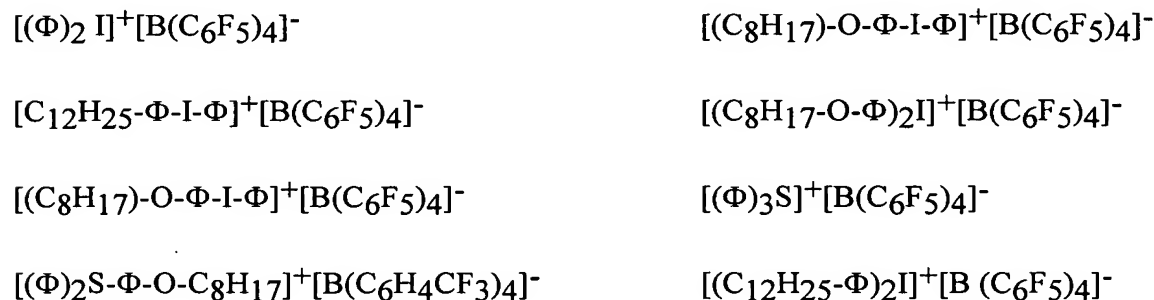 [(Φ)2 I]+[B(C6F5)4]-
[(C8H17)-O-Φ-I-Φ]+[B(C6F5)4]-
[C12H25-Φ-I-Φ]+[B(C6F5)4]-
[(C8H17-O-Φ)2I]+[B(C6F5)4]-
[(C8H17)-O-Φ-I-Φ]+[B(C6F5)4]-
[(Φ)3S]+[B(C6F5)4]-
[(Φ)2S-Φ-O-C8H17]+[B(C6H4CF3)4]-
[(C12H25-Φ)2I]+[B (C6F5)4]-